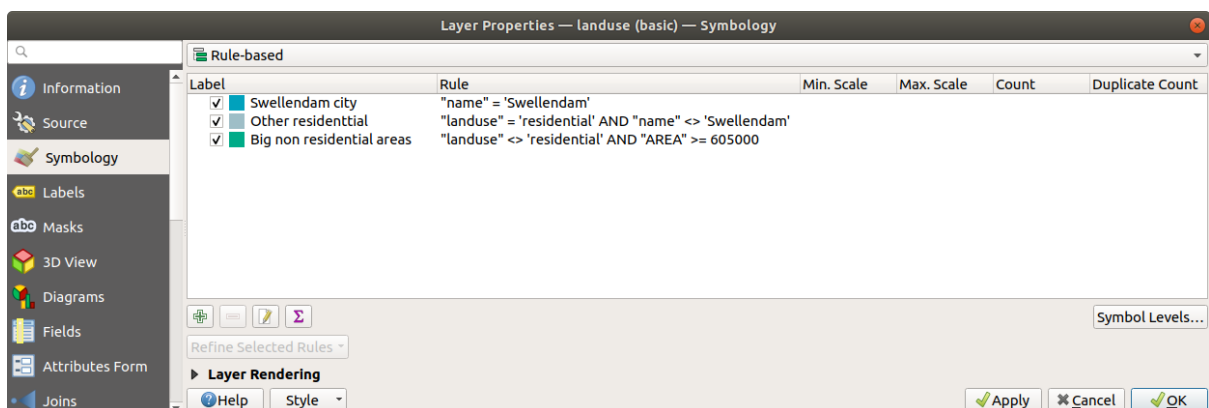 Layer Properties — landuse (basic) — Symbology
Rule-based
Information
Source
Symbology
abc Labels
abc Masks
3D View
Diagrams
Fields
Attributes Form
Joins
Label Rule Min. Scale Max. Scale Count Duplicate Count
Swellendam city "name" = 'Swellendam'
Other residenttial "landuse" = 'residential' AND "name" <> 'Swellendam'
Big non residential areas "landuse" <> 'residential' AND "AREA" >= 605000
Σ Symbol Levels...
Refine Selected Rules
Layer Rendering
Help Style Apply Cancel OK